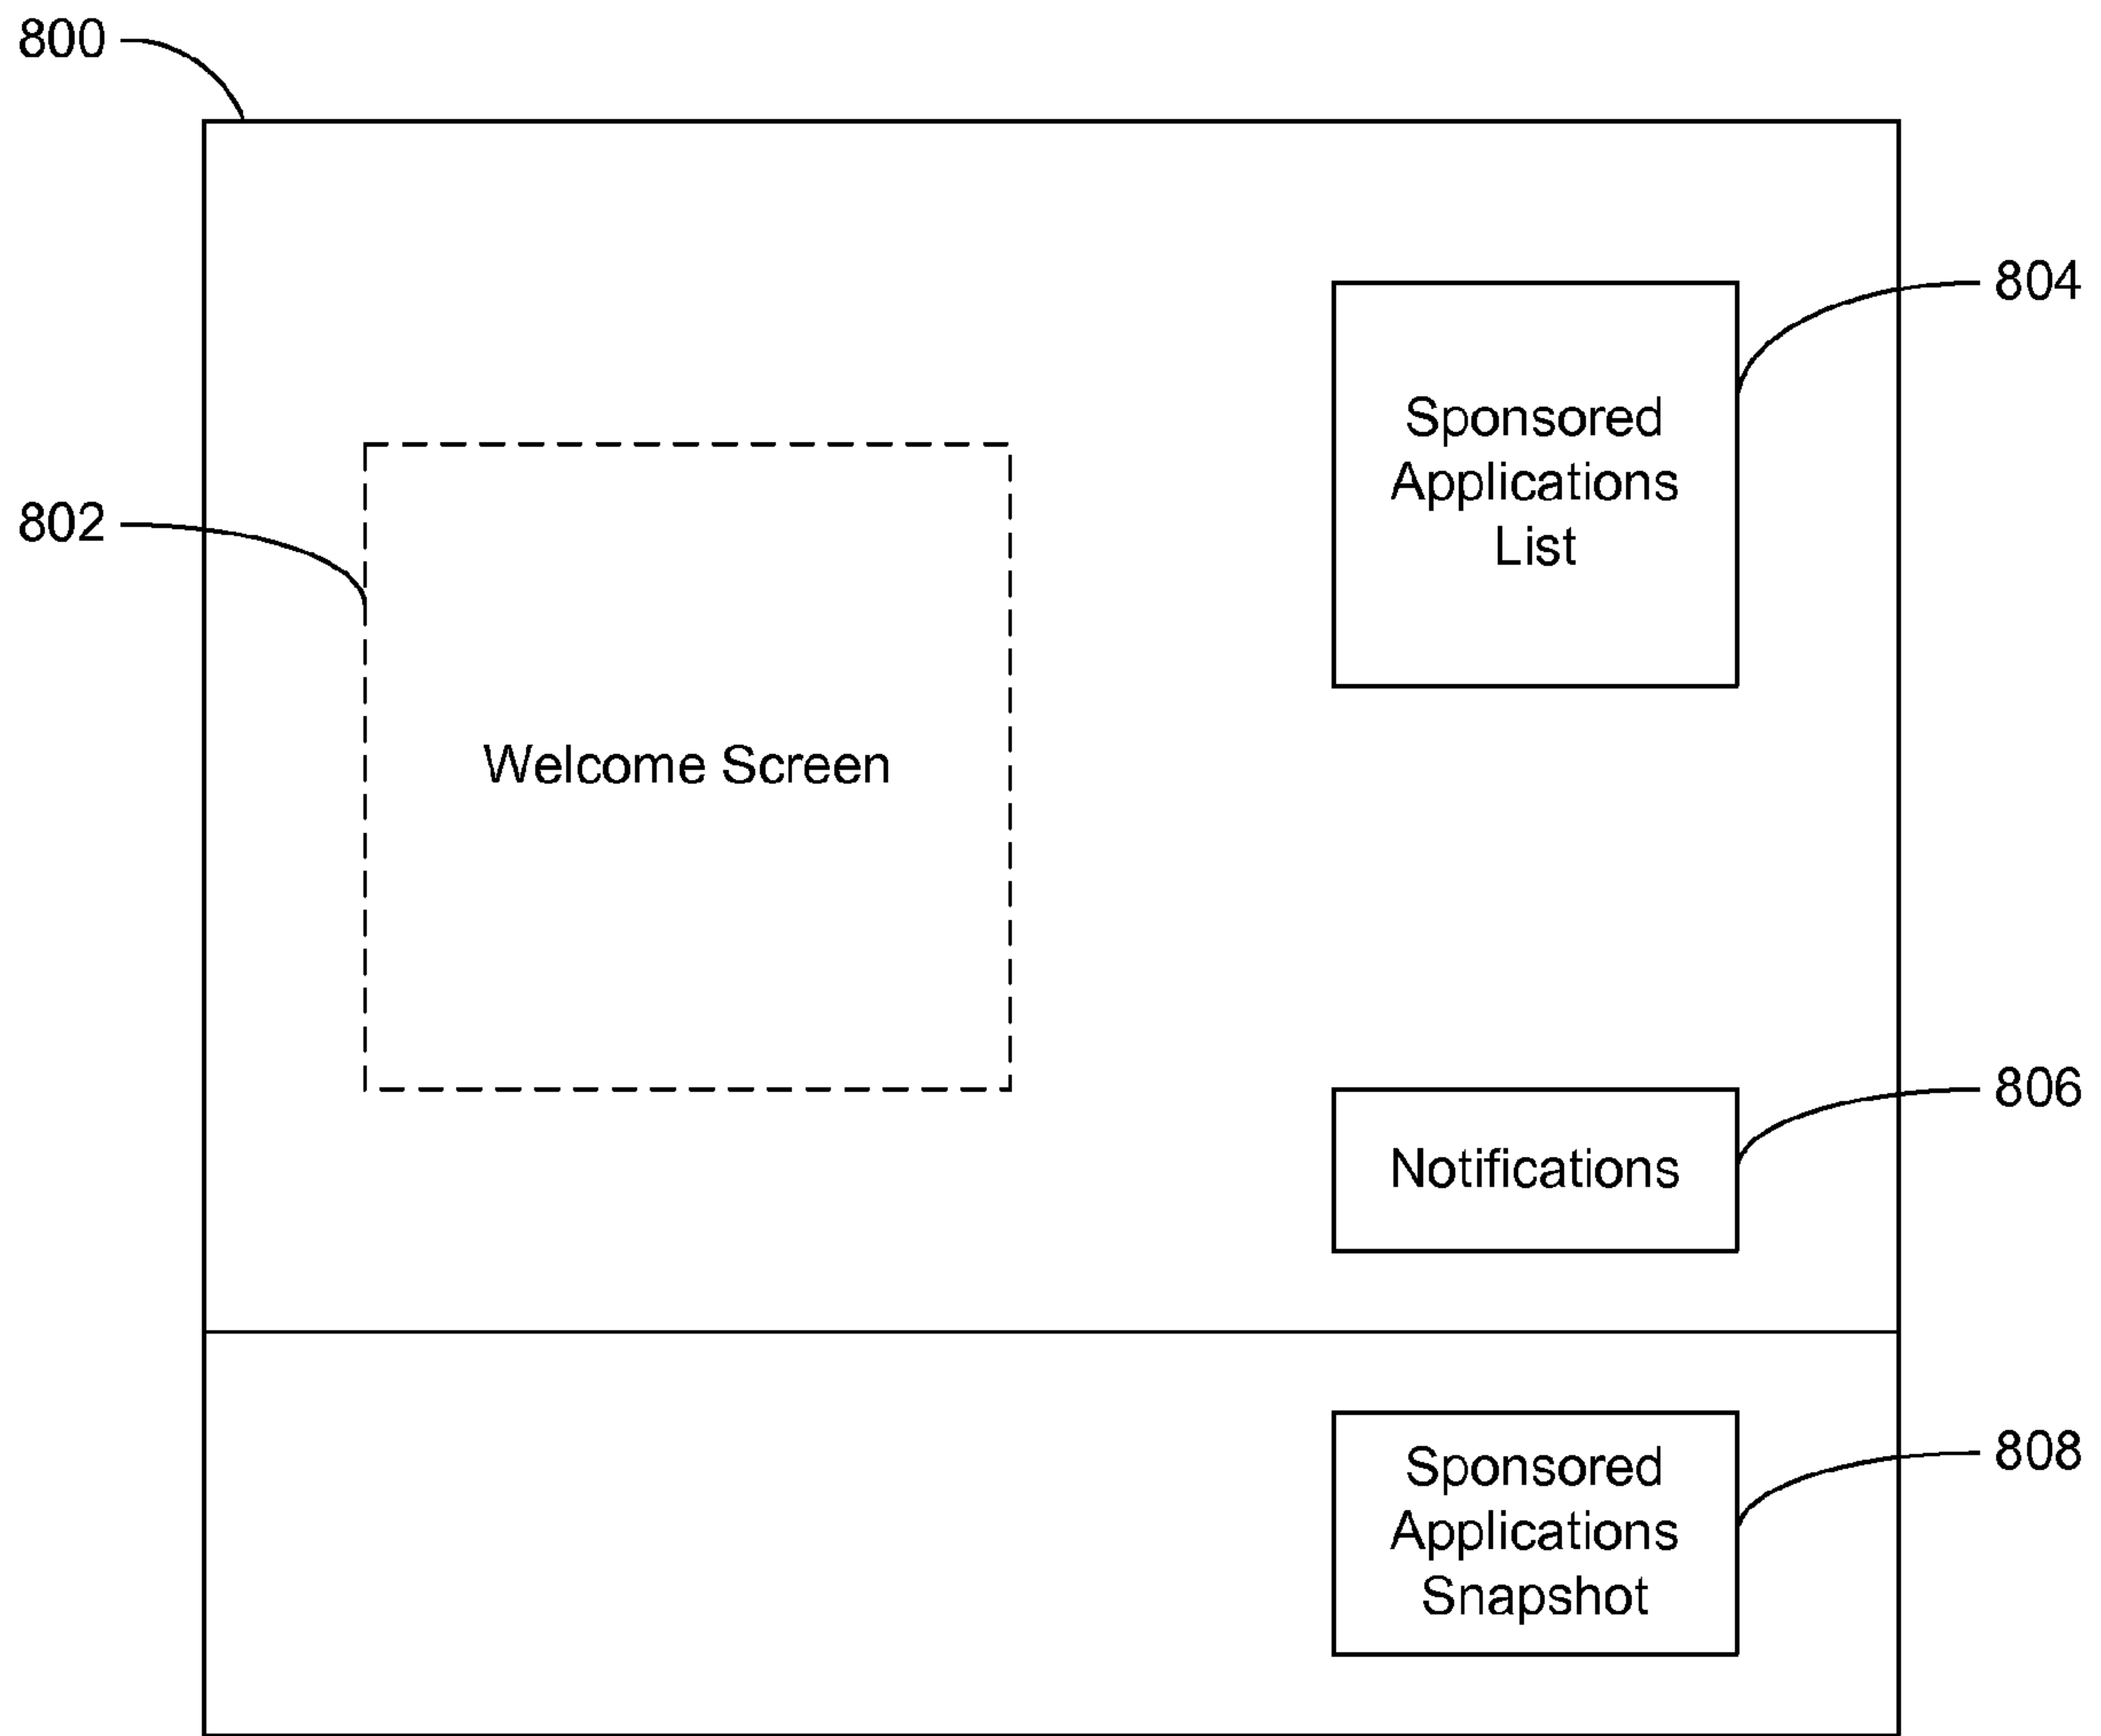 800
804
Sponsored
Applications
List
802
Welcome Screen
806
Notifications
808
Sponsored
Applications
Snapshot